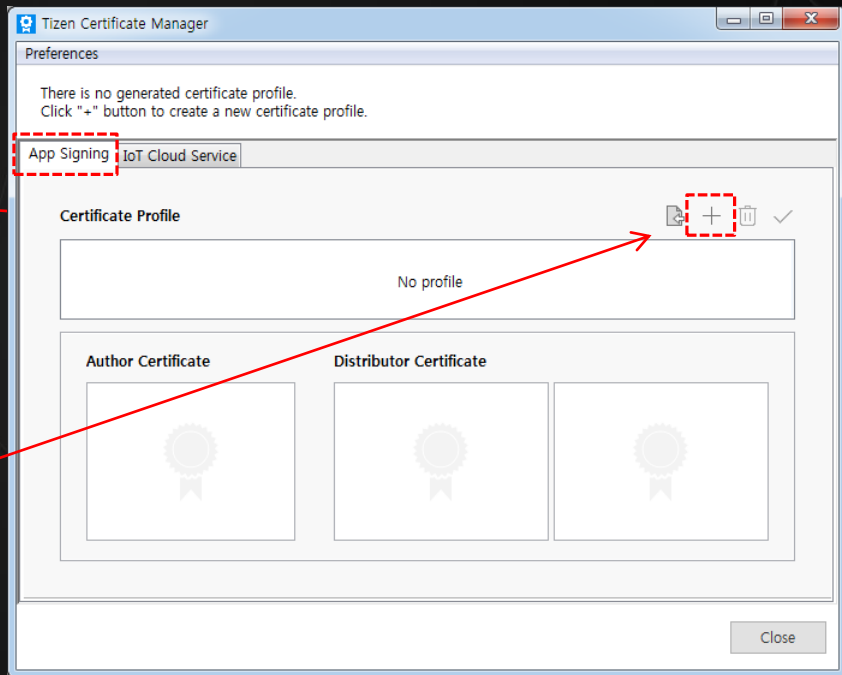 Tizen Certificate Manager
Preferences
There is no generated certificate profile.
Click "+" button to create a new certificate profile.
App Signing
IoT Cloud Service
Certificate Profile
No profile
Author Certificate
Distributor Certificate
Close